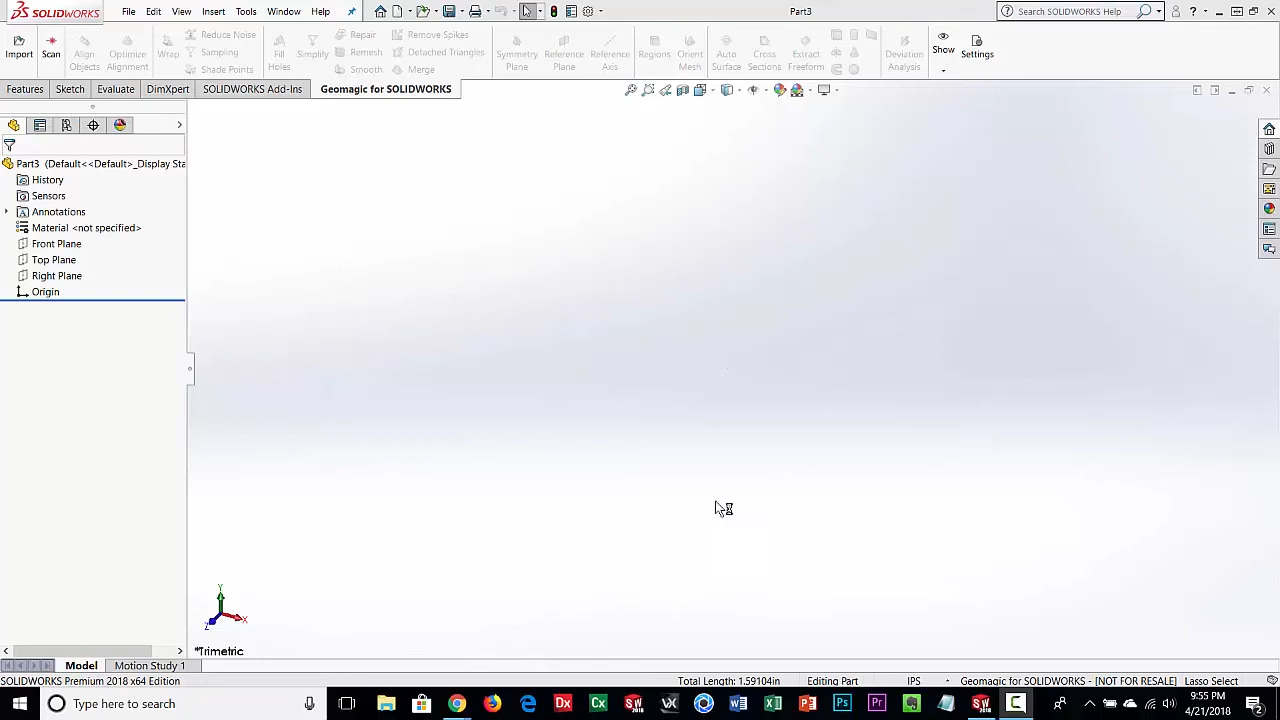 SOLIDWORKS File Edit View Insert Tools Window Help Part3 Search SOLIDWORKS Help
Import Scan Align Objects Optimize Alignment Wrap Reduce Noise Sampling Shade Points Fill Holes Simplify Repair Remesh Smooth Remove Spikes Detached Triangles Merge Symmetry Plane Reference Plane Reference Axis Regions Orient Mesh Auto Surface Cross Sections Extract Freeform Deviation Analysis Show Settings
Features Sketch Evaluate DimXpert SOLIDWORKS Add-Ins Geomagic for SOLIDWORKS
Part3 (Default<<Default>_Display Sta
History
Sensors
Annotations
Material <not specified>
Front Plane
Top Plane
Right Plane
Origin
Y
X
Z
*Trimetric
Model Motion Study 1
SOLIDWORKS Premium 2018 x64 Edition Total Length: 1.59104in Editing Part IPS Geomagic for SOLIDWORKS - [NOT FOR RESALE] Lasso Select
Type here to search 9:55 PM
4/21/2018